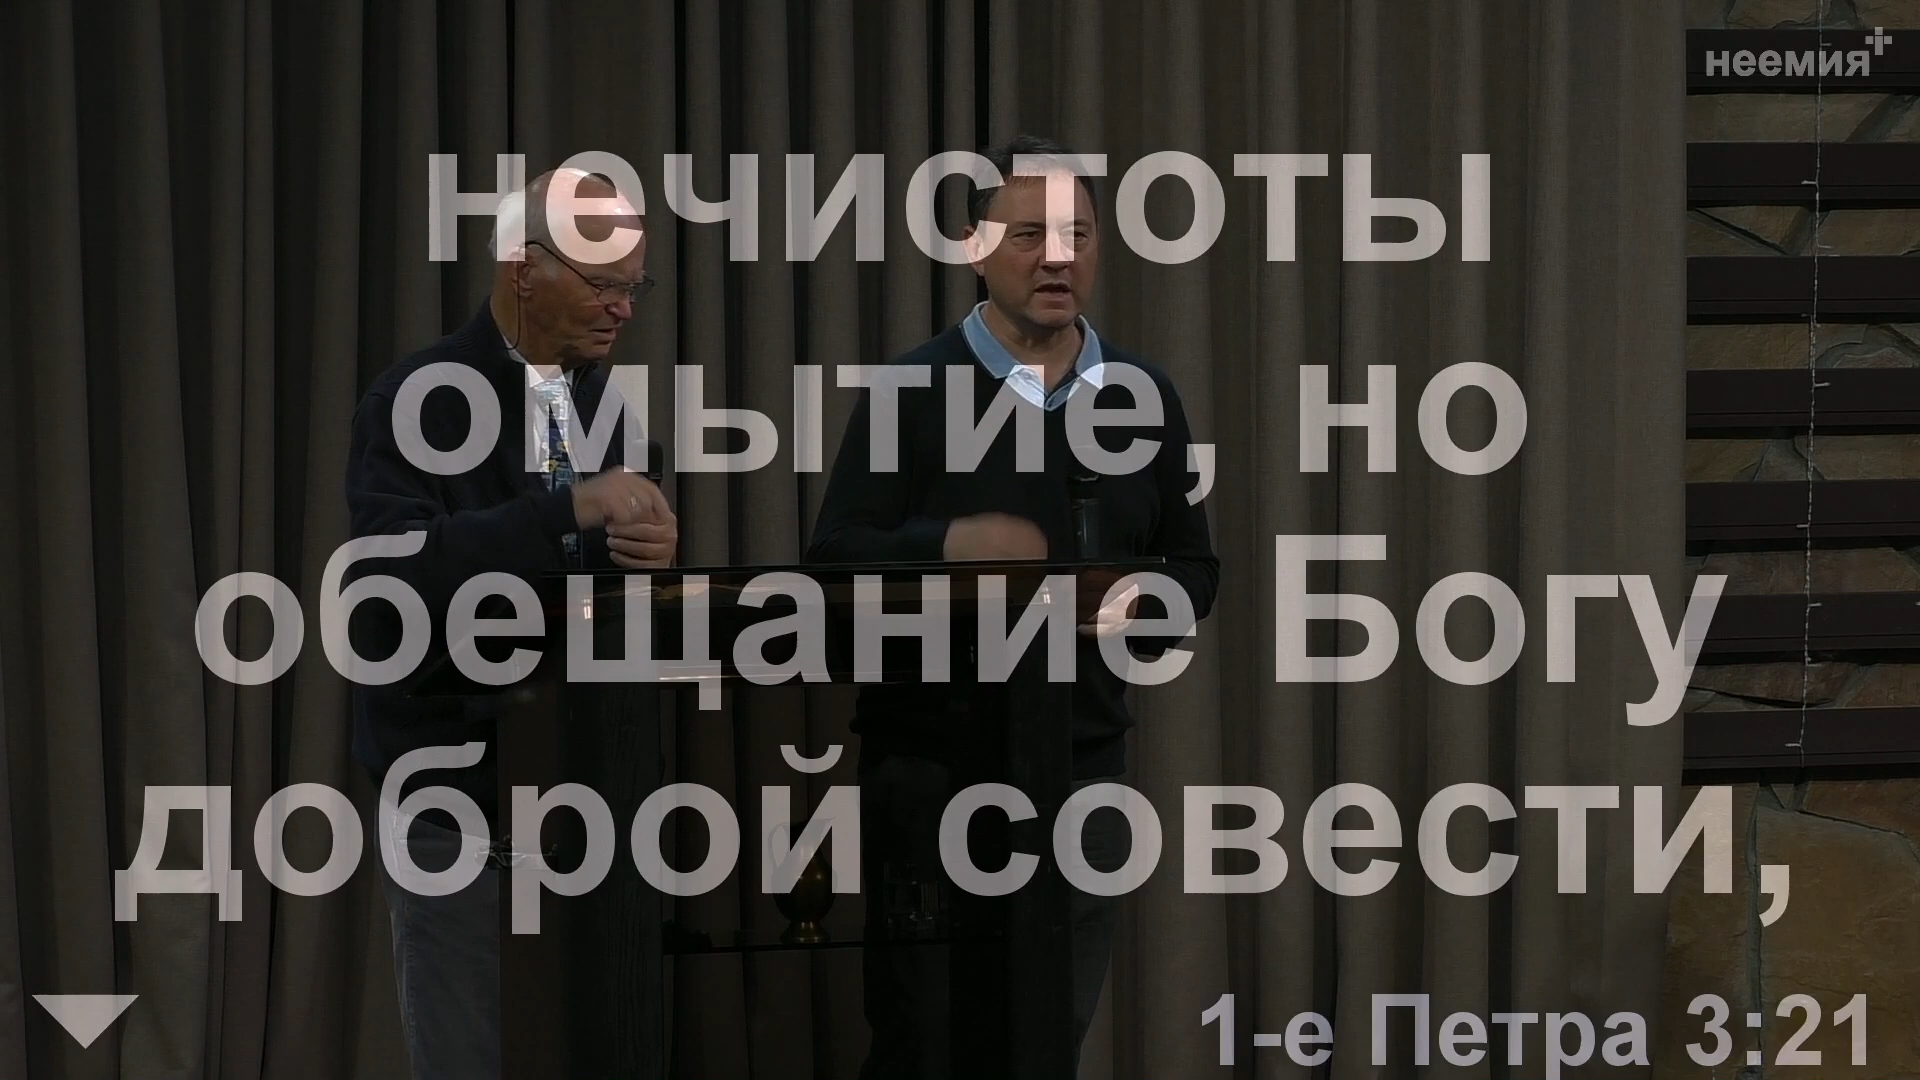 неемия
нечистоты
омытие, но
обещание Богу
доброй совести,
1-е Петра 3:21